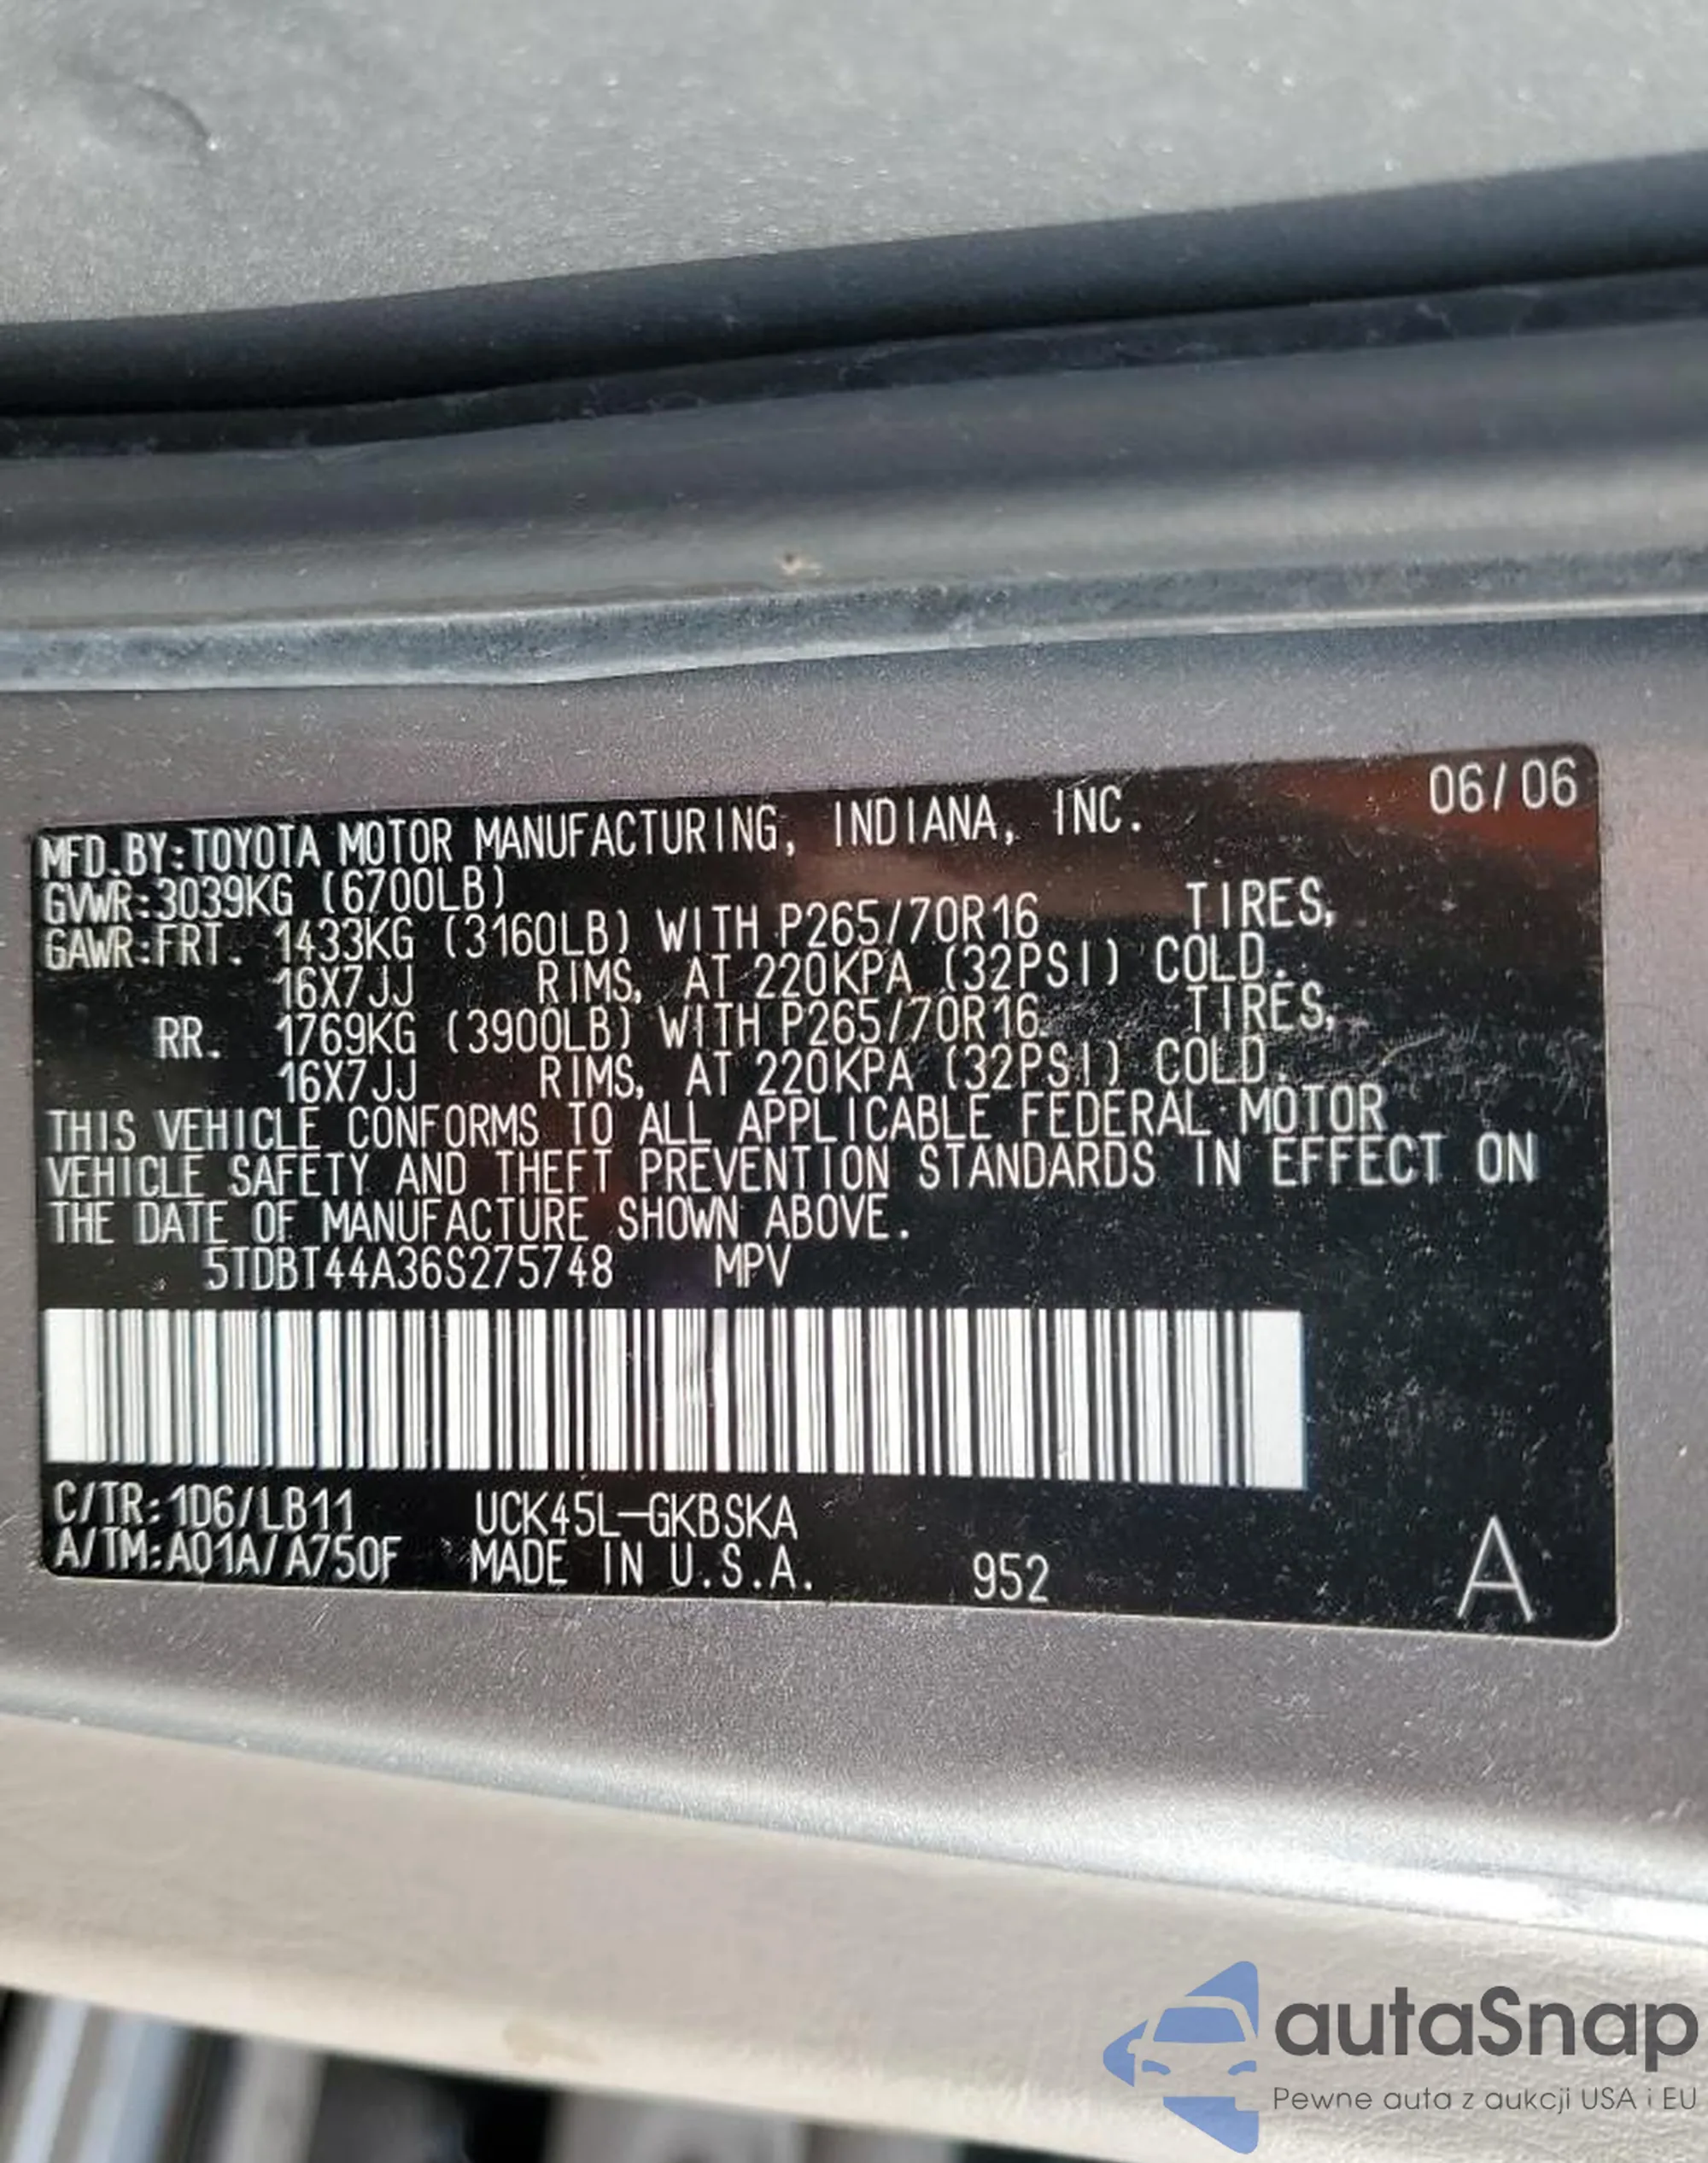 06/06
MFD.BY:TOYOTA MOTOR MANUFACTURING, INDIANA, INC.
GVWR:3039KG (6700LB)
GAWR:FRT. 1433KG (3160LB) WITH P265/70R16 TIRES,
16X7JJ RIMS, AT 220KPA (32PSI) COLD.
RR. 1769KG (3900LB) WITH P265/70R16 TIRES,
16X7JJ RIMS, AT 220KPA (32PSI) COLD.
THIS VEHICLE CONFORMS TO ALL APPLICABLE FEDERAL MOTOR
VEHICLE SAFETY AND THEFT PREVENTION STANDARDS IN EFFECT ON
THE DATE OF MANUFACTURE SHOWN ABOVE.
5TDBT44A36S275748 MPV
C/TR:1D6/LB11 UCK45L-GKBSKA
A/TM:A01A/A750F MADE IN U.S.A. 952 A
autaSnap
Pewne auta z aukcji USA i EU